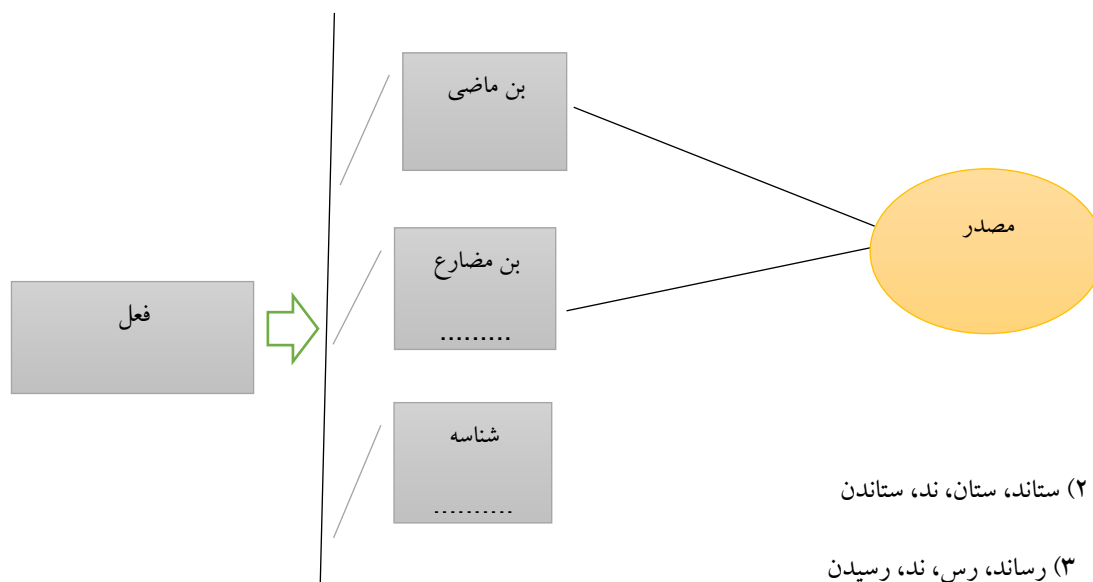 بن ماضی
مصدر
بن مضارع
.........
فعل
شناسه
..........
۲) ستاند، ستان، ند، ستاندن
۳) رساند، رس، ند، رسیدن